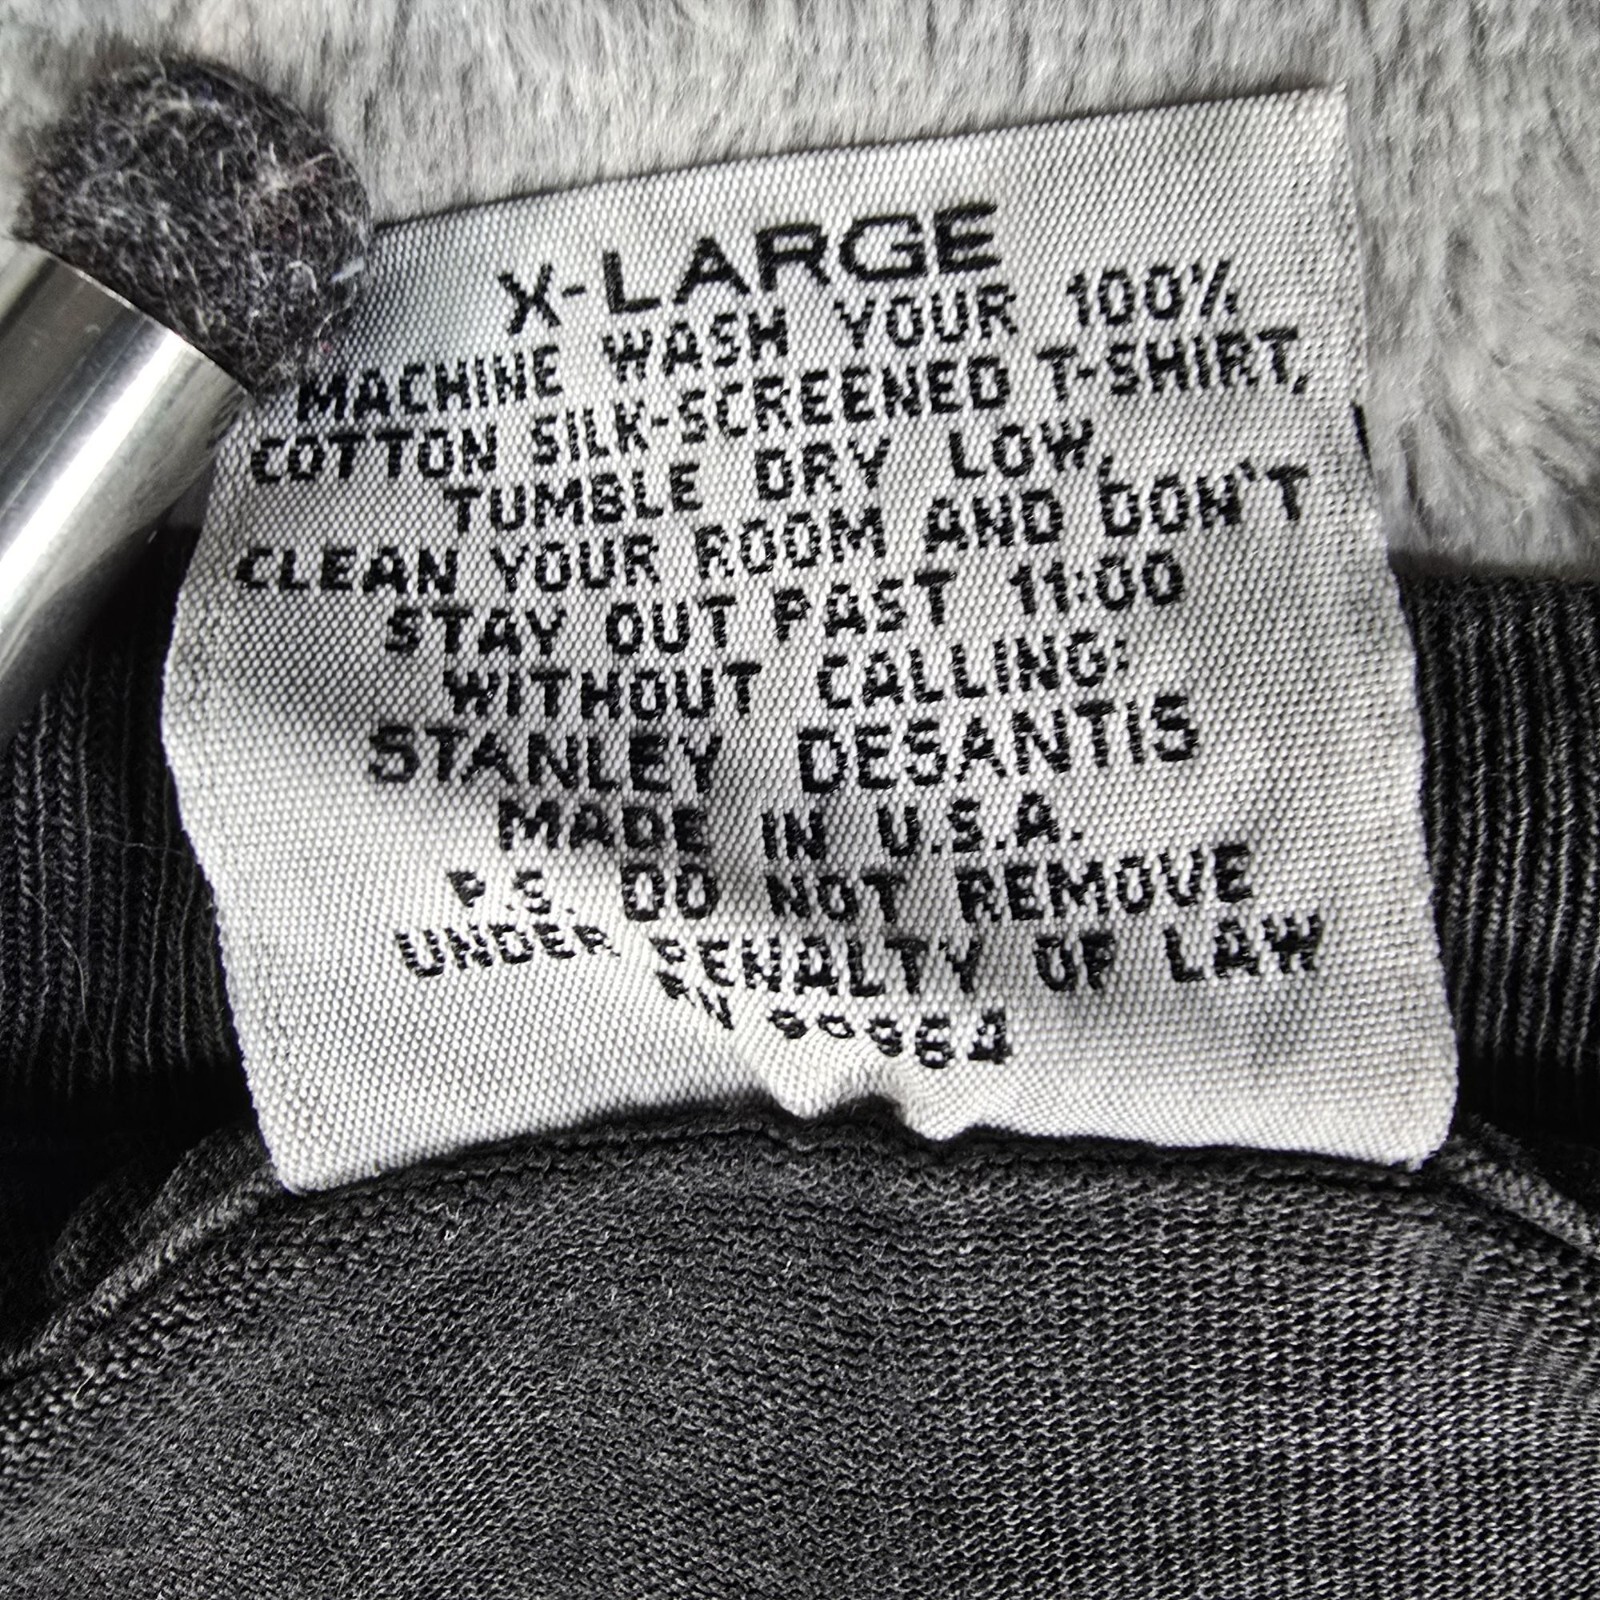 X-LARGE
MACHINE WASH YOUR 100%
COTTON SILK-SCREENED T-SHIRT,
TUMBLE DRY LOW,
CLEAN YOUR ROOM AND DON'T
STAY OUT PAST 11:00
WITHOUT CALLING:
STANLEY DESANTIS
MADE IN U.S.A.
P.S. DO NOT REMOVE
UNDER PENALTY OF LAW
RN